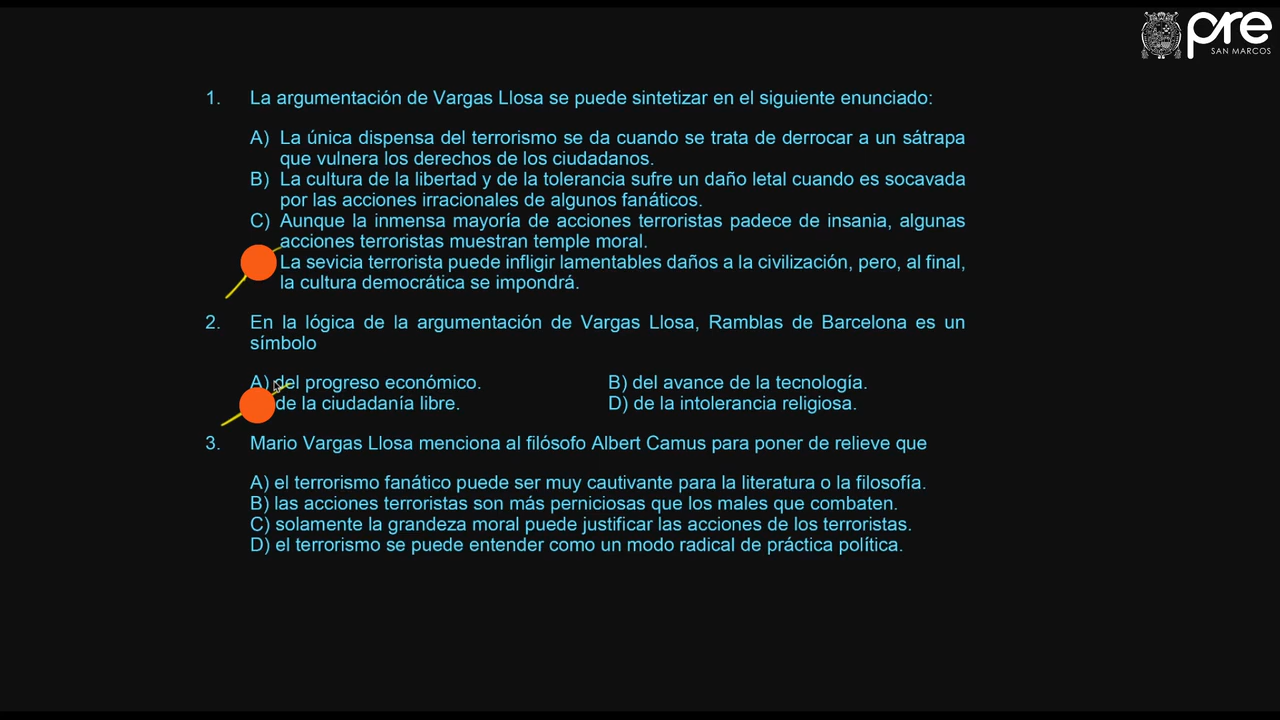 pre
SAN MARCOS
1. La argumentación de Vargas Llosa se puede sintetizar en el siguiente enunciado:
A) La única dispensa del terrorismo se da cuando se trata de derrocar a un sátrapa
que vulnera los derechos de los ciudadanos.
B) La cultura de la libertad y de la tolerancia sufre un daño letal cuando es socavada
por las acciones irracionales de algunos fanáticos.
C) Aunque la inmensa mayoría de acciones terroristas padece de insania, algunas
acciones terroristas muestran temple moral.
La sevicia terrorista puede infligir lamentables daños a la civilización, pero, al final,
la cultura democrática se impondrá.
2. En la lógica de la argumentación de Vargas Llosa, Ramblas de Barcelona es un
símbolo
A) del progreso económico. B) del avance de la tecnología.
de la ciudadanía libre. D) de la intolerancia religiosa.
3. Mario Vargas Llosa menciona al filósofo Albert Camus para poner de relieve que
A) el terrorismo fanático puede ser muy cautivante para la literatura o la filosofía.
B) las acciones terroristas son más perniciosas que los males que combaten.
C) solamente la grandeza moral puede justificar las acciones de los terroristas.
D) el terrorismo se puede entender como un modo radical de práctica política.